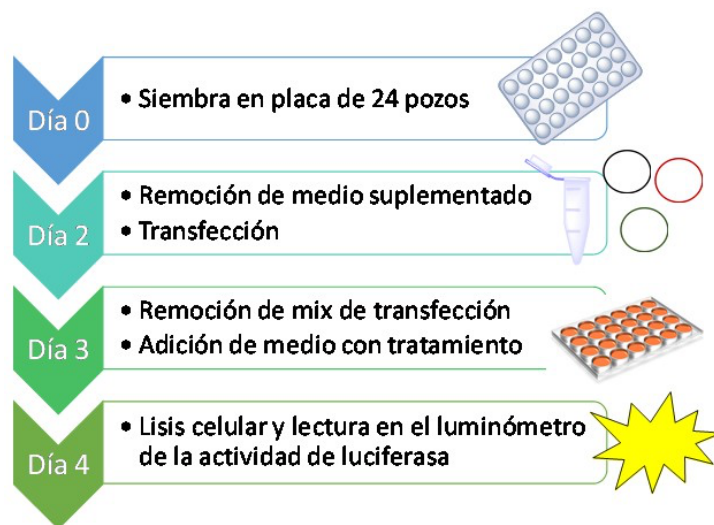 Día 0
• Siembra en placa de 24 pozos
Día 2
• Remoción de medio suplementado
• Transfección
Día 3
• Remoción de mix de transfección
• Adición de medio con tratamiento
Día 4
• Lisis celular y lectura en el luminómetro
de la actividad de luciferasa